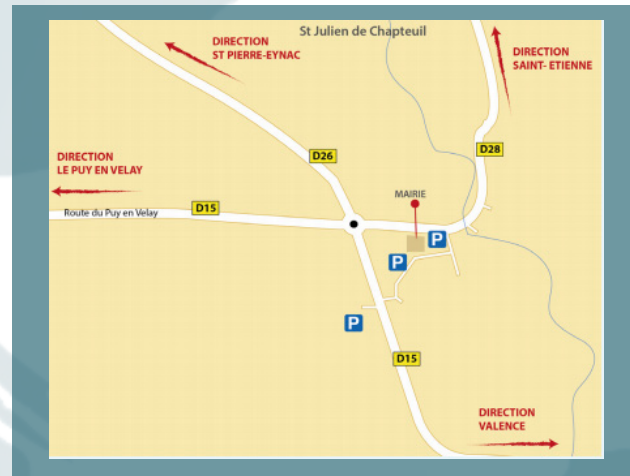 St Julien de Chapteuil
DIRECTION
ST PIERRE-EYNAC
DIRECTION
SAINT- ETIENNE
D26
D28
DIRECTION
LE PUY EN VELAY
MAIRIE
Route du Puy en Velay
D15
P
P
P
D15
DIRECTION
VALENCE